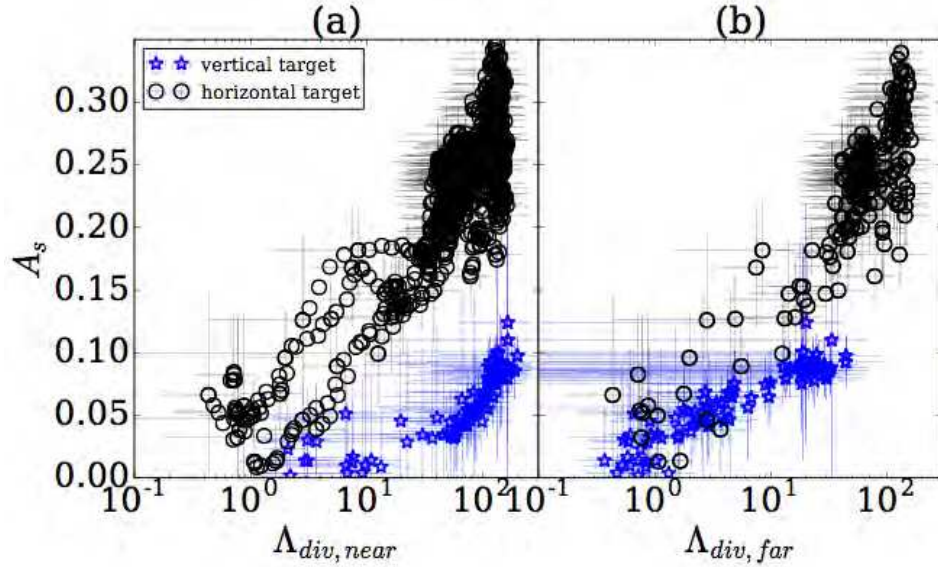 (a) (b)
vertical target
horizontal target
0.30
0.25
0.20
0.15
0.10
0.05
0.00
A_s
10^-1 10^0 10^1 10^2 10^-1 10^0 10^1 10^2
Λ_div,near Λ_div,far